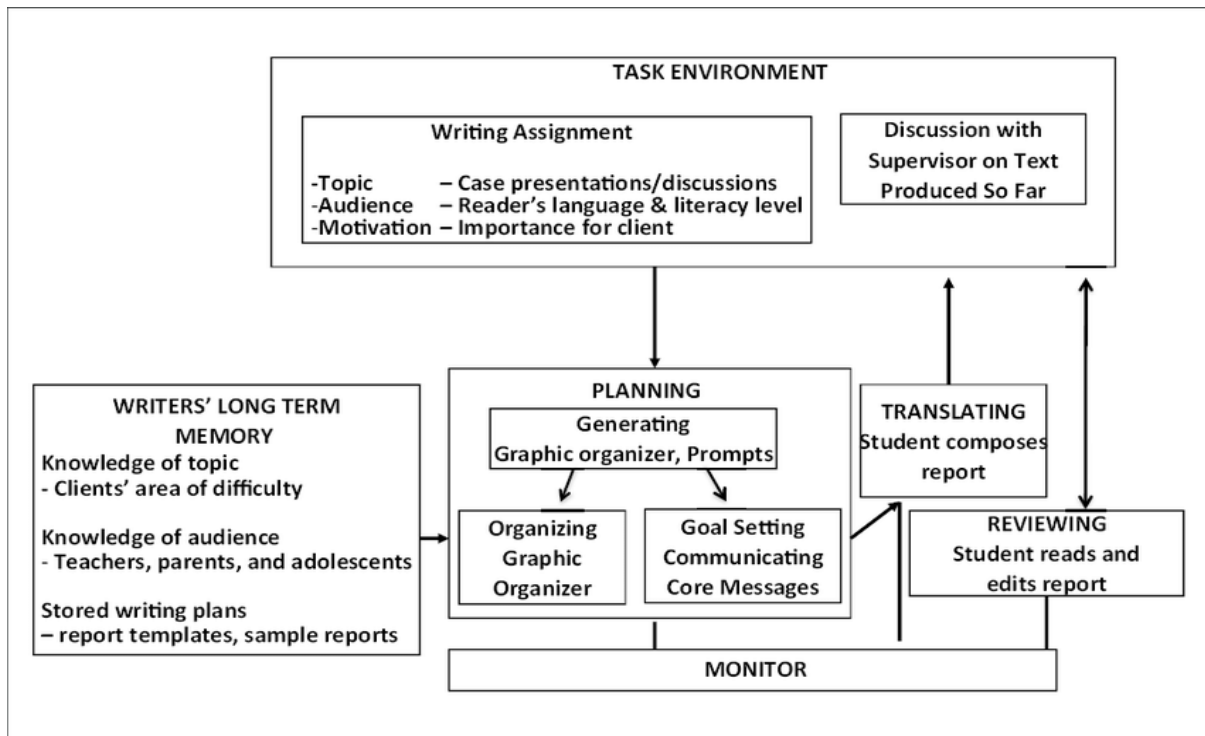 TASK ENVIRONMENT
Writing Assignment
-Topic – Case presentations/discussions
-Audience – Reader’s language & literacy level
-Motivation – Importance for client
Discussion with
Supervisor on Text
Produced So Far
WRITERS’ LONG TERM
MEMORY
Knowledge of topic
- Clients’ area of difficulty
Knowledge of audience
- Teachers, parents, and adolescents
Stored writing plans
– report templates, sample reports
PLANNING
Generating
Graphic organizer, Prompts
Organizing
Graphic
Organizer
Goal Setting
Communicating
Core Messages
TRANSLATING
Student composes
report
REVIEWING
Student reads and
edits report
MONITOR